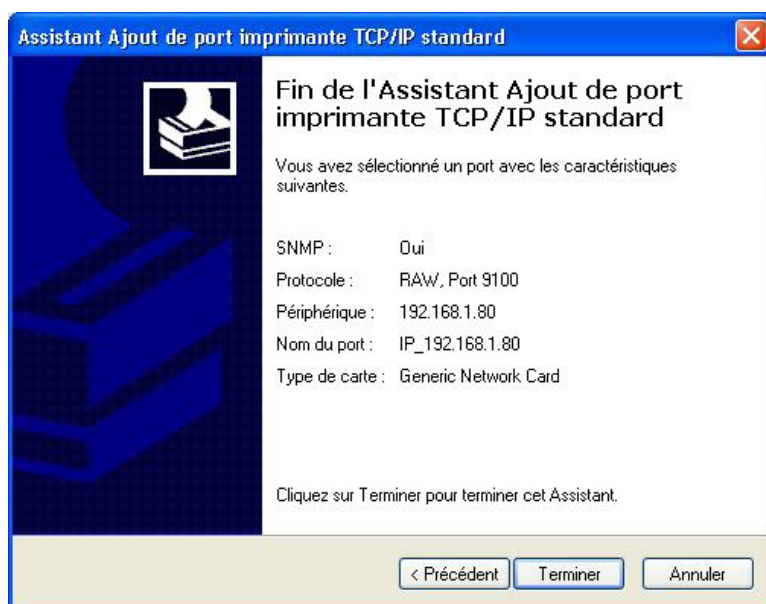 Assistant Ajout de port imprimante TCP/IP standard
Fin de l'Assistant Ajout de port
imprimante TCP/IP standard
Vous avez sélectionné un port avec les caractéristiques
suivantes.
SNMP : Oui
Protocole : RAW, Port 9100
Périphérique : 192.168.1.80
Nom du port : IP_192.168.1.80
Type de carte : Generic Network Card
Cliquez sur Terminer pour terminer cet Assistant.
< Précédent Terminer Annuler